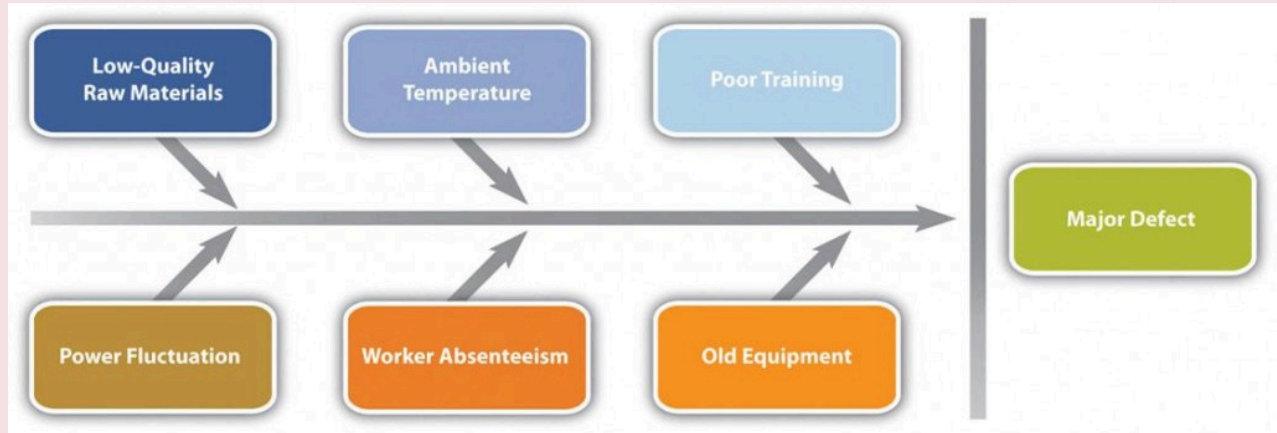 Low-Quality
Raw Materials
Ambient
Temperature
Poor Training
Major Defect
Power Fluctuation
Worker Absenteeism
Old Equipment